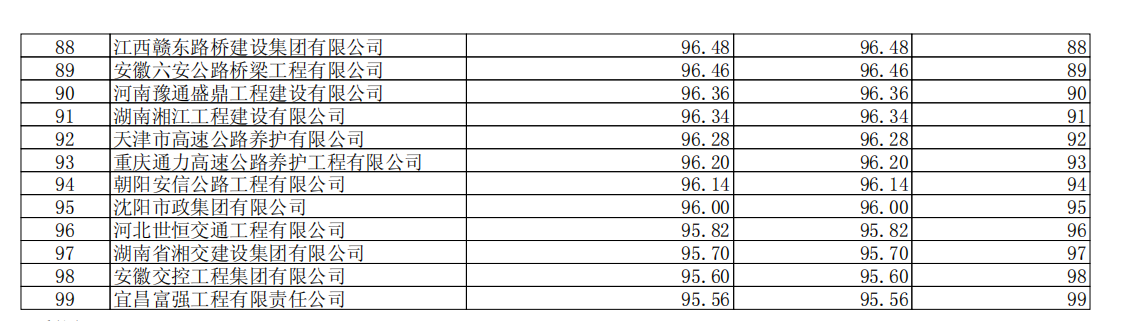 88 江西赣东路桥建设集团有限公司 96.48 96.48 88
89 安徽六安公路桥梁工程有限公司 96.46 96.46 89
90 河南豫通盛鼎工程建设有限公司 96.36 96.36 90
91 湖南湘江工程建设有限公司 96.34 96.34 91
92 天津市高速公路养护有限公司 96.28 96.28 92
93 重庆通力高速公路养护工程有限公司 96.20 96.20 93
94 朝阳安信公路工程有限公司 96.14 96.14 94
95 沈阳市政集团有限公司 96.00 96.00 95
96 河北世恒交通工程有限公司 95.82 95.82 96
97 湖南省湘交建设集团有限公司 95.70 95.70 97
98 安徽交控工程集团有限公司 95.60 95.60 98
99 宜昌富强工程有限责任公司 95.56 95.56 99